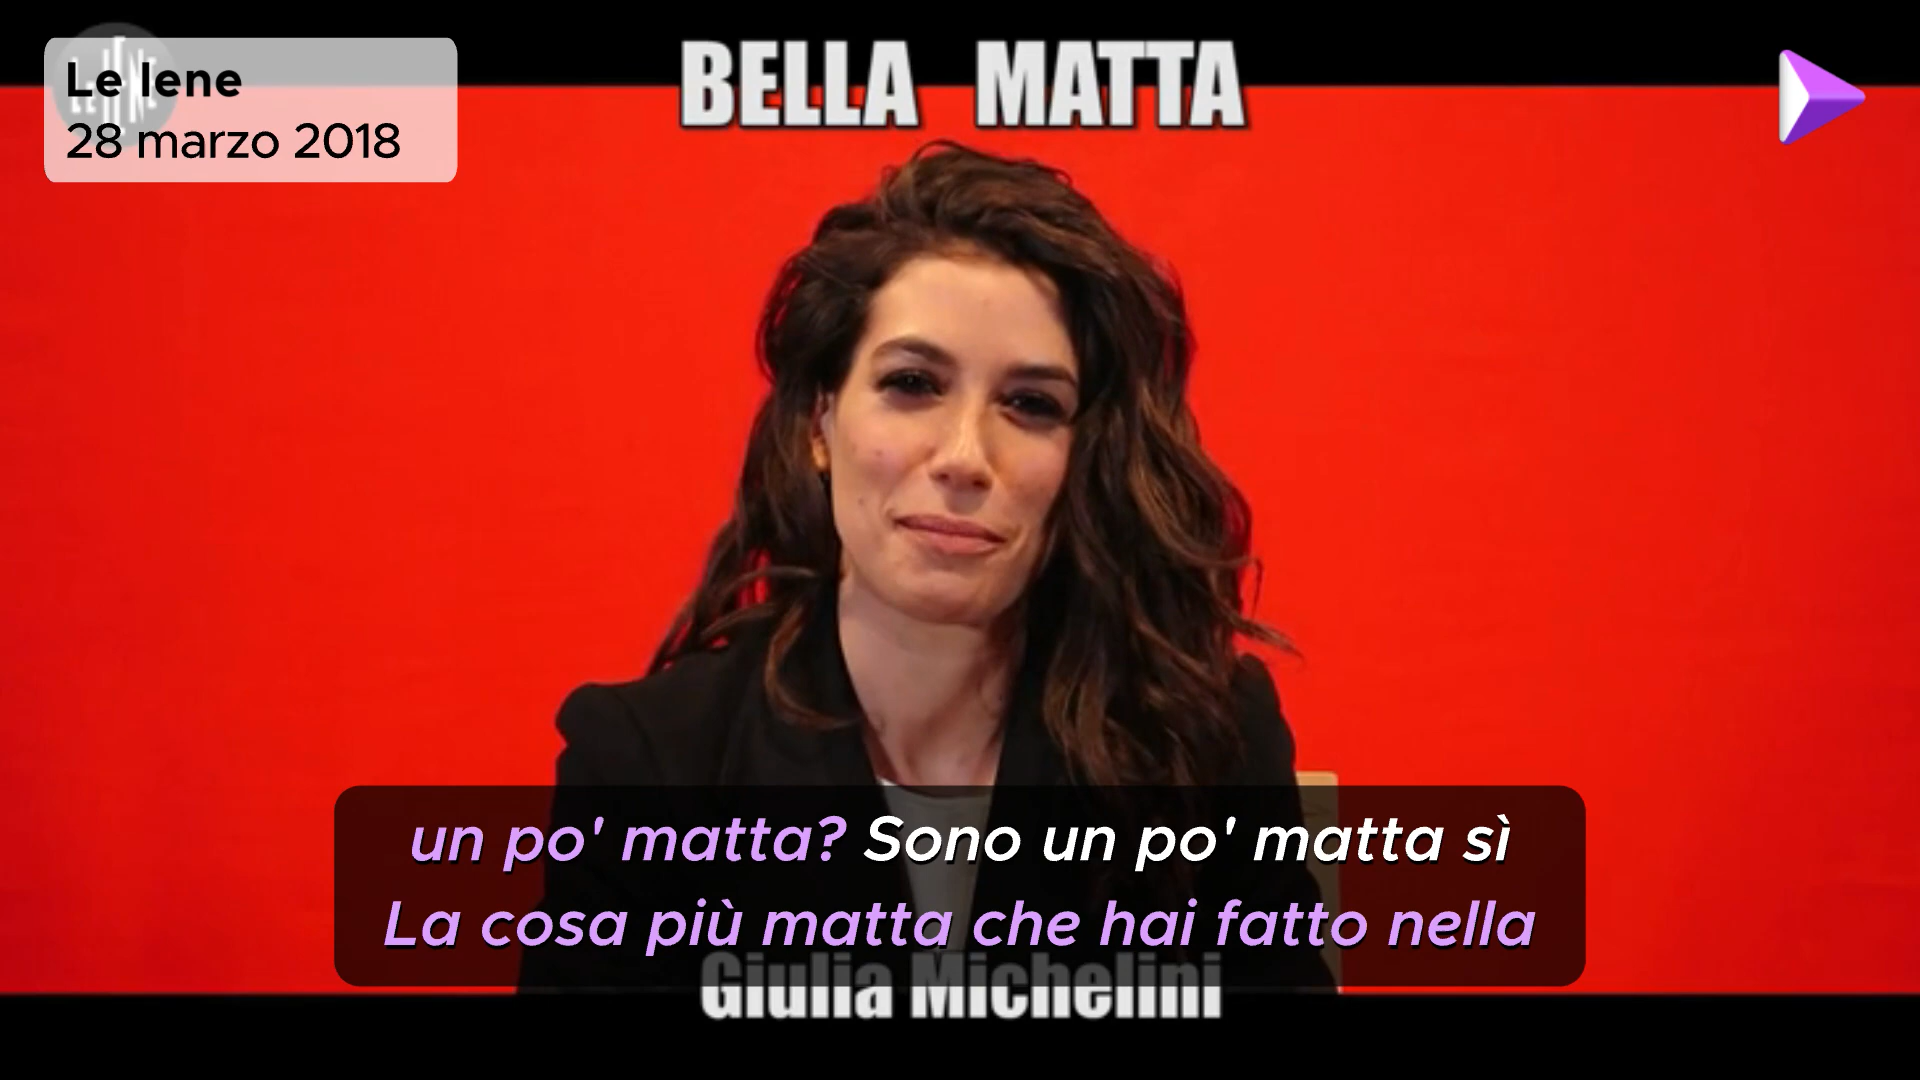 BELLA MATTA
Le Iene
28 marzo 2018
un po' matta? Sono un po' matta sì
La cosa più matta che hai fatto nella
Giulia Michelini